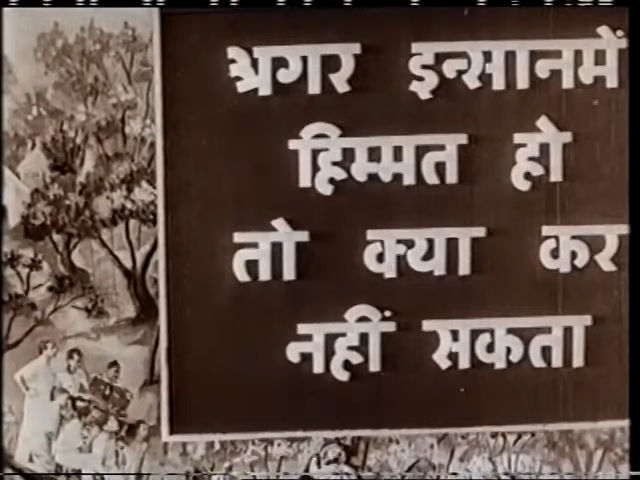 अगर इन्सानमें
हिम्मत हो
तो क्या कर
नहीं सकता